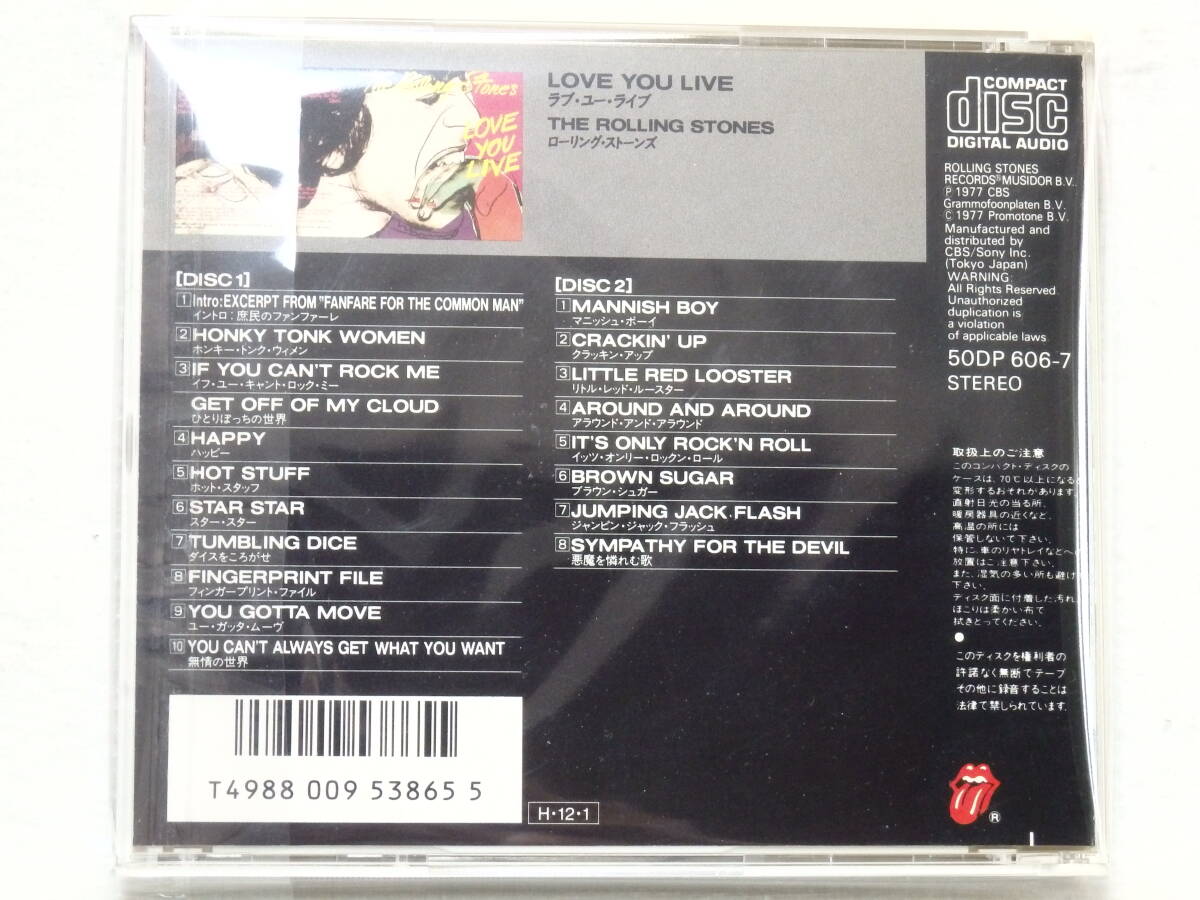 The Rolling Stones
LOVE
YOU
LIVE
LOVE YOU LIVE
ラブ・ユー・ライブ
THE ROLLING STONES
ローリング・ストーンズ
COMPACT
disc
DIGITAL AUDIO
ROLLING STONES
RECORDS MUSIDOR B.V.
Ⓟ 1977 CBS
Grammofoonplaten B.V.
Ⓒ 1977 Promotone B.V.
Manufactured and
distributed by
CBS/Sony Inc.
(Tokyo Japan)
WARNING:
All Rights Reserved
Unauthorized
duplication is
a violation
of applicable laws
50DP 606-7
STEREO
[DISC 1]
1 Intro:EXCERPT FROM "FANFARE FOR THE COMMON MAN"
イントロ:庶民のファンファーレ
2 HONKY TONK WOMEN
ホンキー・トンク・ウィメン
3 IF YOU CAN'T ROCK ME
イフ・ユー・キャント・ロック・ミー
GET OFF OF MY CLOUD
ひとりぼっちの世界
4 HAPPY
ハッピー
5 HOT STUFF
ホット・スタッフ
6 STAR STAR
スター・スター
7 TUMBLING DICE
ダイスをころがせ
8 FINGERPRINT FILE
フィンガープリント・ファイル
9 YOU GOTTA MOVE
ユー・ガッタ・ムーヴ
10 YOU CAN'T ALWAYS GET WHAT YOU WANT
無情の世界
[DISC 2]
1 MANNISH BOY
マニッシュ・ボーイ
2 CRACKIN' UP
クラッキン・アップ
3 LITTLE RED LOOSTER
リトル・レッド・ルースター
4 AROUND AND AROUND
アラウンド・アンド・アラウンド
5 IT'S ONLY ROCK'N ROLL
イッツ・オンリー・ロックン・ロール
6 BROWN SUGAR
ブラウン・シュガー
7 JUMPING JACK FLASH
ジャンピン・ジャック・フラッシュ
8 SYMPATHY FOR THE DEVIL
悪魔を憐れむ歌
取扱上のご注意
このコンパクト・ディスクの
ケースは、70℃以上になると
変形するおそれがあります。
直射日光の当る所、
暖房器具の近くなど、
高温の所には
保管しないで下さい。
特に、車のリヤトレイなどへの
放置はご注意下さい。
また、湿気の多い所も避け
下さい。
ディスク面に付着した汚れ、
ほこりは柔かい布で
拭きとってください。
●
このディスクを権利者の
許諾なく無断でテープ
その他に録音することは
法律で禁じられています。
®
T4988 009 53865 5
H・12・1